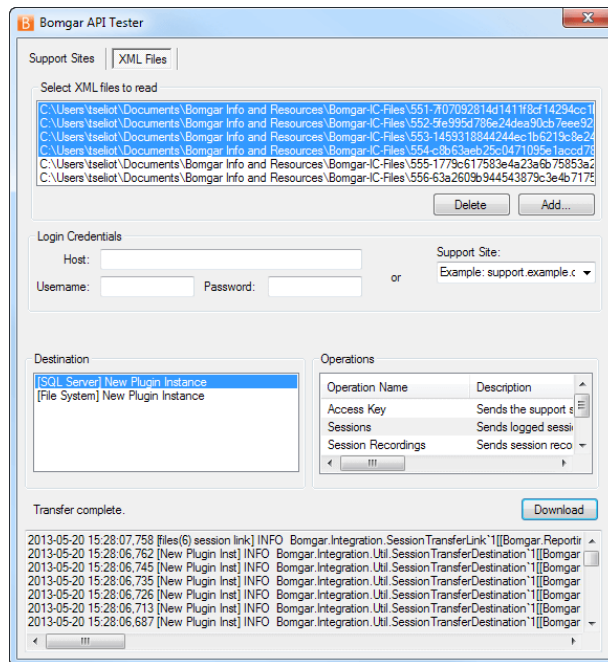 Bomgar API Tester
Support Sites
XML Files
Select XML files to read
C:\Users\tseliot\Documents\Bomgar Info and Resources\Bomgar-IC-Files\551-7f07092814d1411f8cf14294cc1
C:\Users\tseliot\Documents\Bomgar Info and Resources\Bomgar-IC-Files\552-5fe995d786e24dea90cb7eee92
C:\Users\tseliot\Documents\Bomgar Info and Resources\Bomgar-IC-Files\553-1459318844244ec1b6219c8e24
C:\Users\tseliot\Documents\Bomgar Info and Resources\Bomgar-IC-Files\554-c8b63aeb25c0471095e1accd78
C:\Users\tseliot\Documents\Bomgar Info and Resources\Bomgar-IC-Files\555-1779c617583e4a23a6b75853a2
C:\Users\tseliot\Documents\Bomgar Info and Resources\Bomgar-IC-Files\556-63a2609b944543879c3e4b7175
Delete
Add...
Login Credentials
Host:
Username:
Password:
or
Support Site:
Example: support.example.c
Destination
[SQL Server] New Plugin Instance
[File System] New Plugin Instance
Operations
Operation Name Description
Access Key Sends the support s
Sessions Sends logged sessi
Session Recordings Sends session reco
Transfer complete.
Download
2013-05-20 15:28:07,758 [files(6) session link] INFO Bomgar.Integration.SessionTransferLink`1[[Bomgar.Reportin
2013-05-20 15:28:06,762 [New Plugin Inst] INFO Bomgar.Integration.Util.SessionTransferDestination`1[[Bomgar
2013-05-20 15:28:06,745 [New Plugin Inst] INFO Bomgar.Integration.Util.SessionTransferDestination`1[[Bomgar
2013-05-20 15:28:06,735 [New Plugin Inst] INFO Bomgar.Integration.Util.SessionTransferDestination`1[[Bomgar
2013-05-20 15:28:06,726 [New Plugin Inst] INFO Bomgar.Integration.Util.SessionTransferDestination`1[[Bomgar
2013-05-20 15:28:06,713 [New Plugin Inst] INFO Bomgar.Integration.Util.SessionTransferDestination`1[[Bomgar
2013-05-20 15:28:06,687 [New Plugin Inst] INFO Bomgar.Integration.Util.SessionTransferDestination`1[[Bomgar